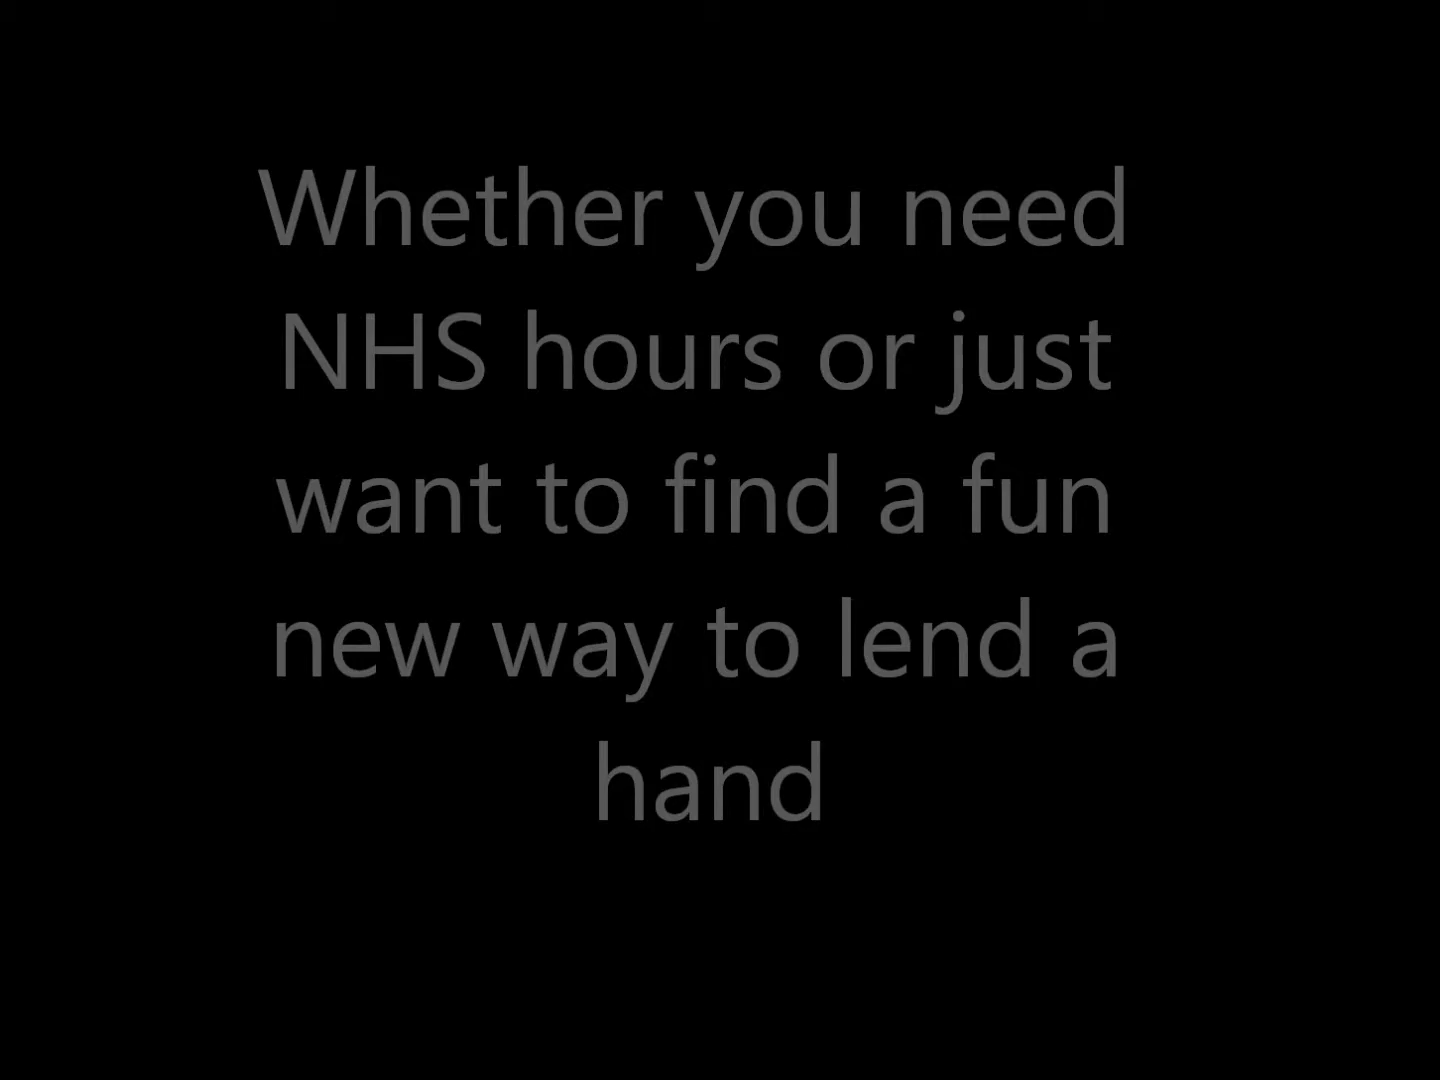 Whether you need
NHS hours or just
want to find a fun
new way to lend a
hand